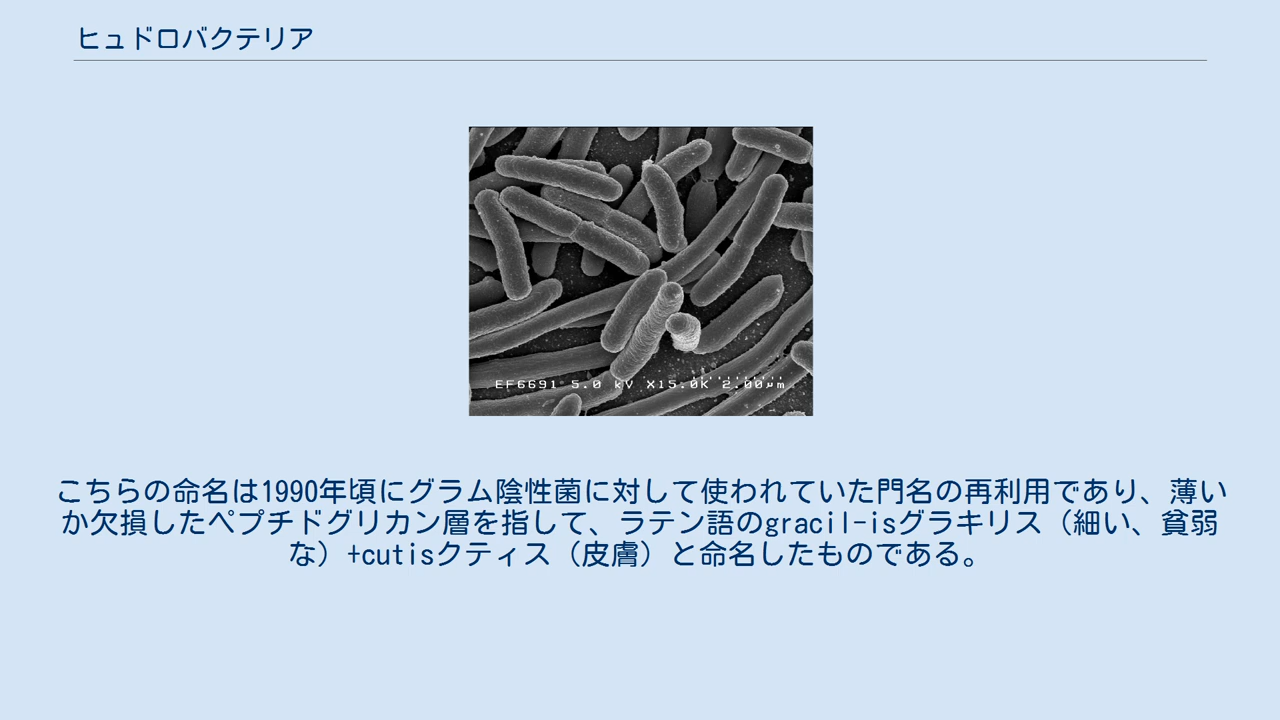 ヒュドロバクテリア
EF6691 5.0 kV X15.0K 2.00µm
こちらの命名は1990年頃にグラム陰性菌に対して使われていた門名の再利用であり、薄い
か欠損したペプチドグリカン層を指して、ラテン語のgracil-isグラキリス（細い、貧弱
な）+cutisクティス（皮膚）と命名したものである。